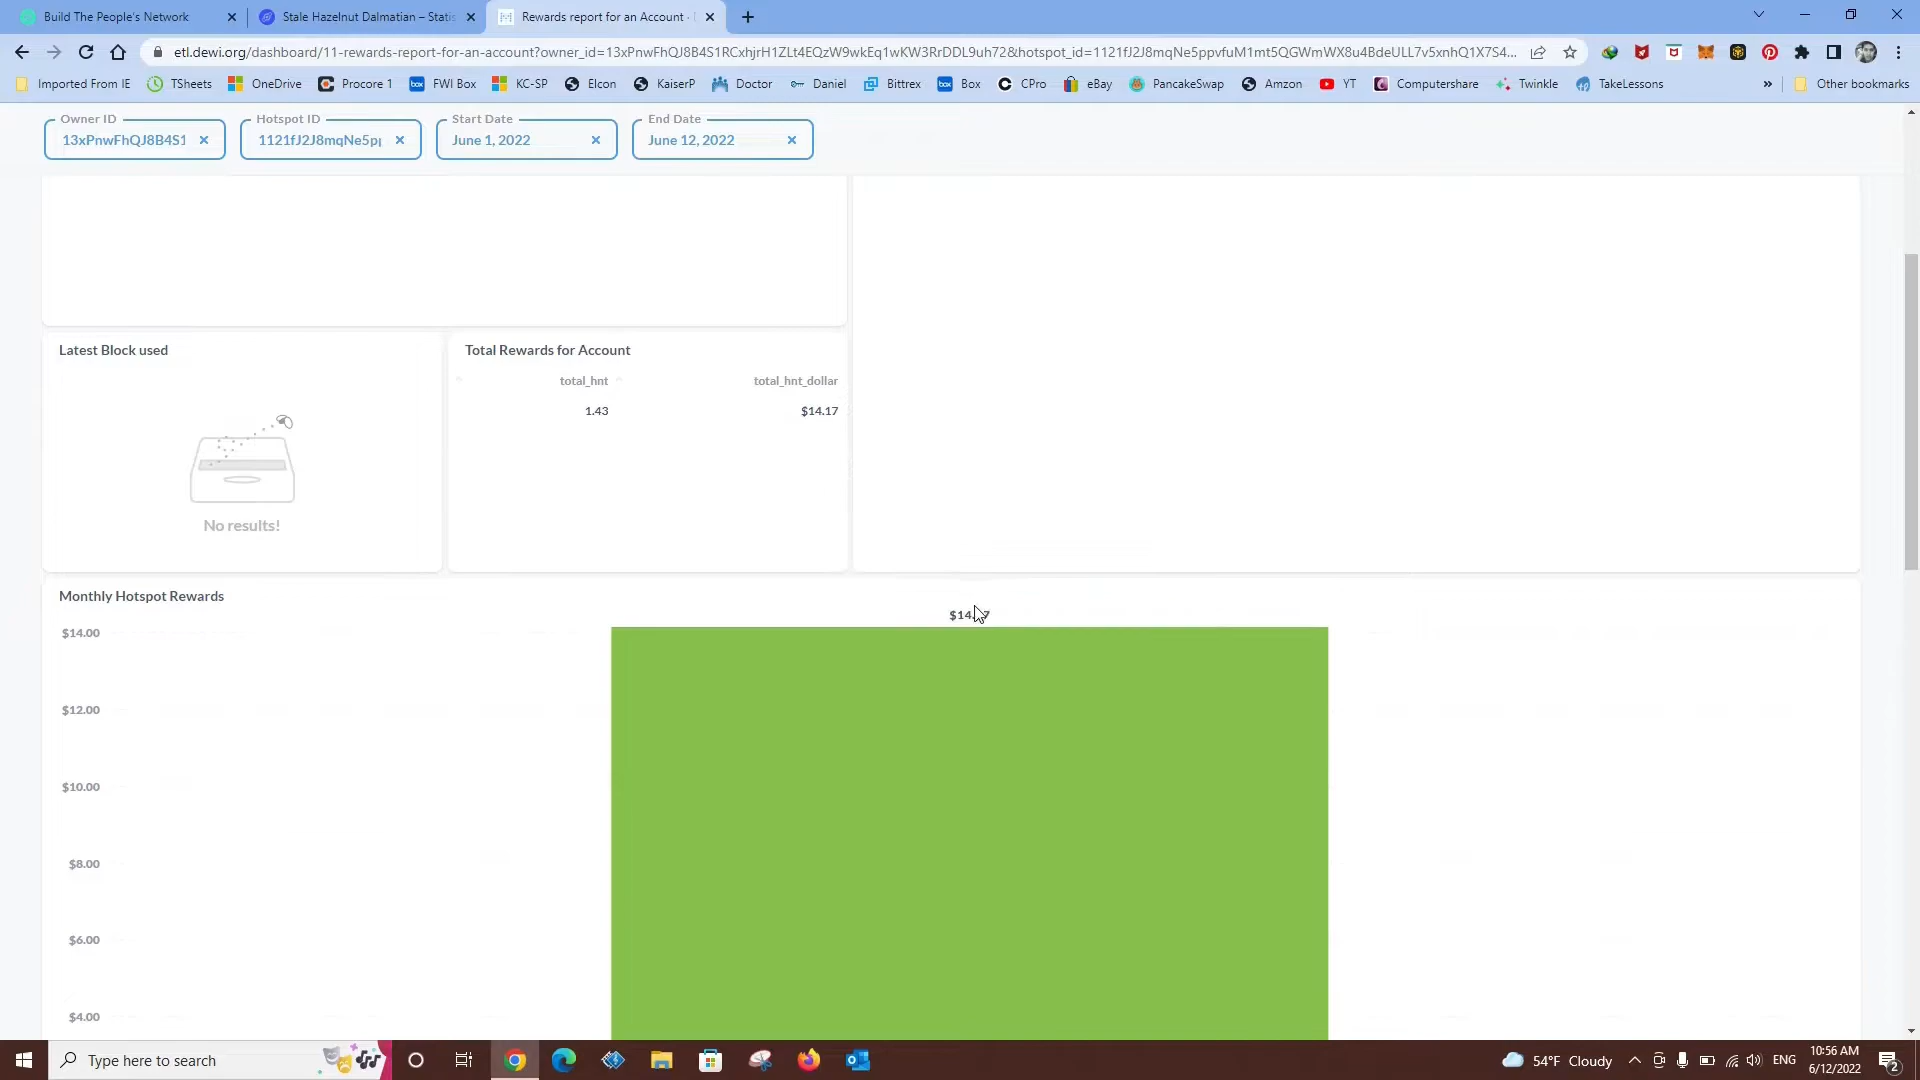 Build The People's Network
Stale Hazelnut Dalmatian – Statis
Rewards report for an Account ·
etl.dewi.org/dashboard/11-rewards-report-for-an-account?owner_id=13xPnwFhQJ8B4S1RCxhjrH1ZLt4EQzW9wkEq1wKW3RrDDL9uh72&hotspot_id=1121fJ2J8mqNe5ppvfuM1mt5QGWmWX8u4BdeULL7v5xnhQ1X7S4...
Imported From IE TSheets OneDrive Procore 1 box FWI Box KC-SP Elcon KaiserP Doctor Daniel Bittrex box Box CPro eBay PancakeSwap Amzon YT Computershare Twinkle TakeLessons » Other bookmarks
Owner ID Hotspot ID Start Date End Date
13xPnwFhQJ8B4S1 1121fJ2J8mqNe5pp June 1, 2022 June 12, 2022
Latest Block used
No results!
Total Rewards for Account
total_hnt total_hnt_dollar
1.43 $14.17
Monthly Hotspot Rewards
$14.00
$12.00
$10.00
$8.00
$6.00
$4.00
Type here to search
54°F Cloudy
ENG
10:56 AM
6/12/2022
2